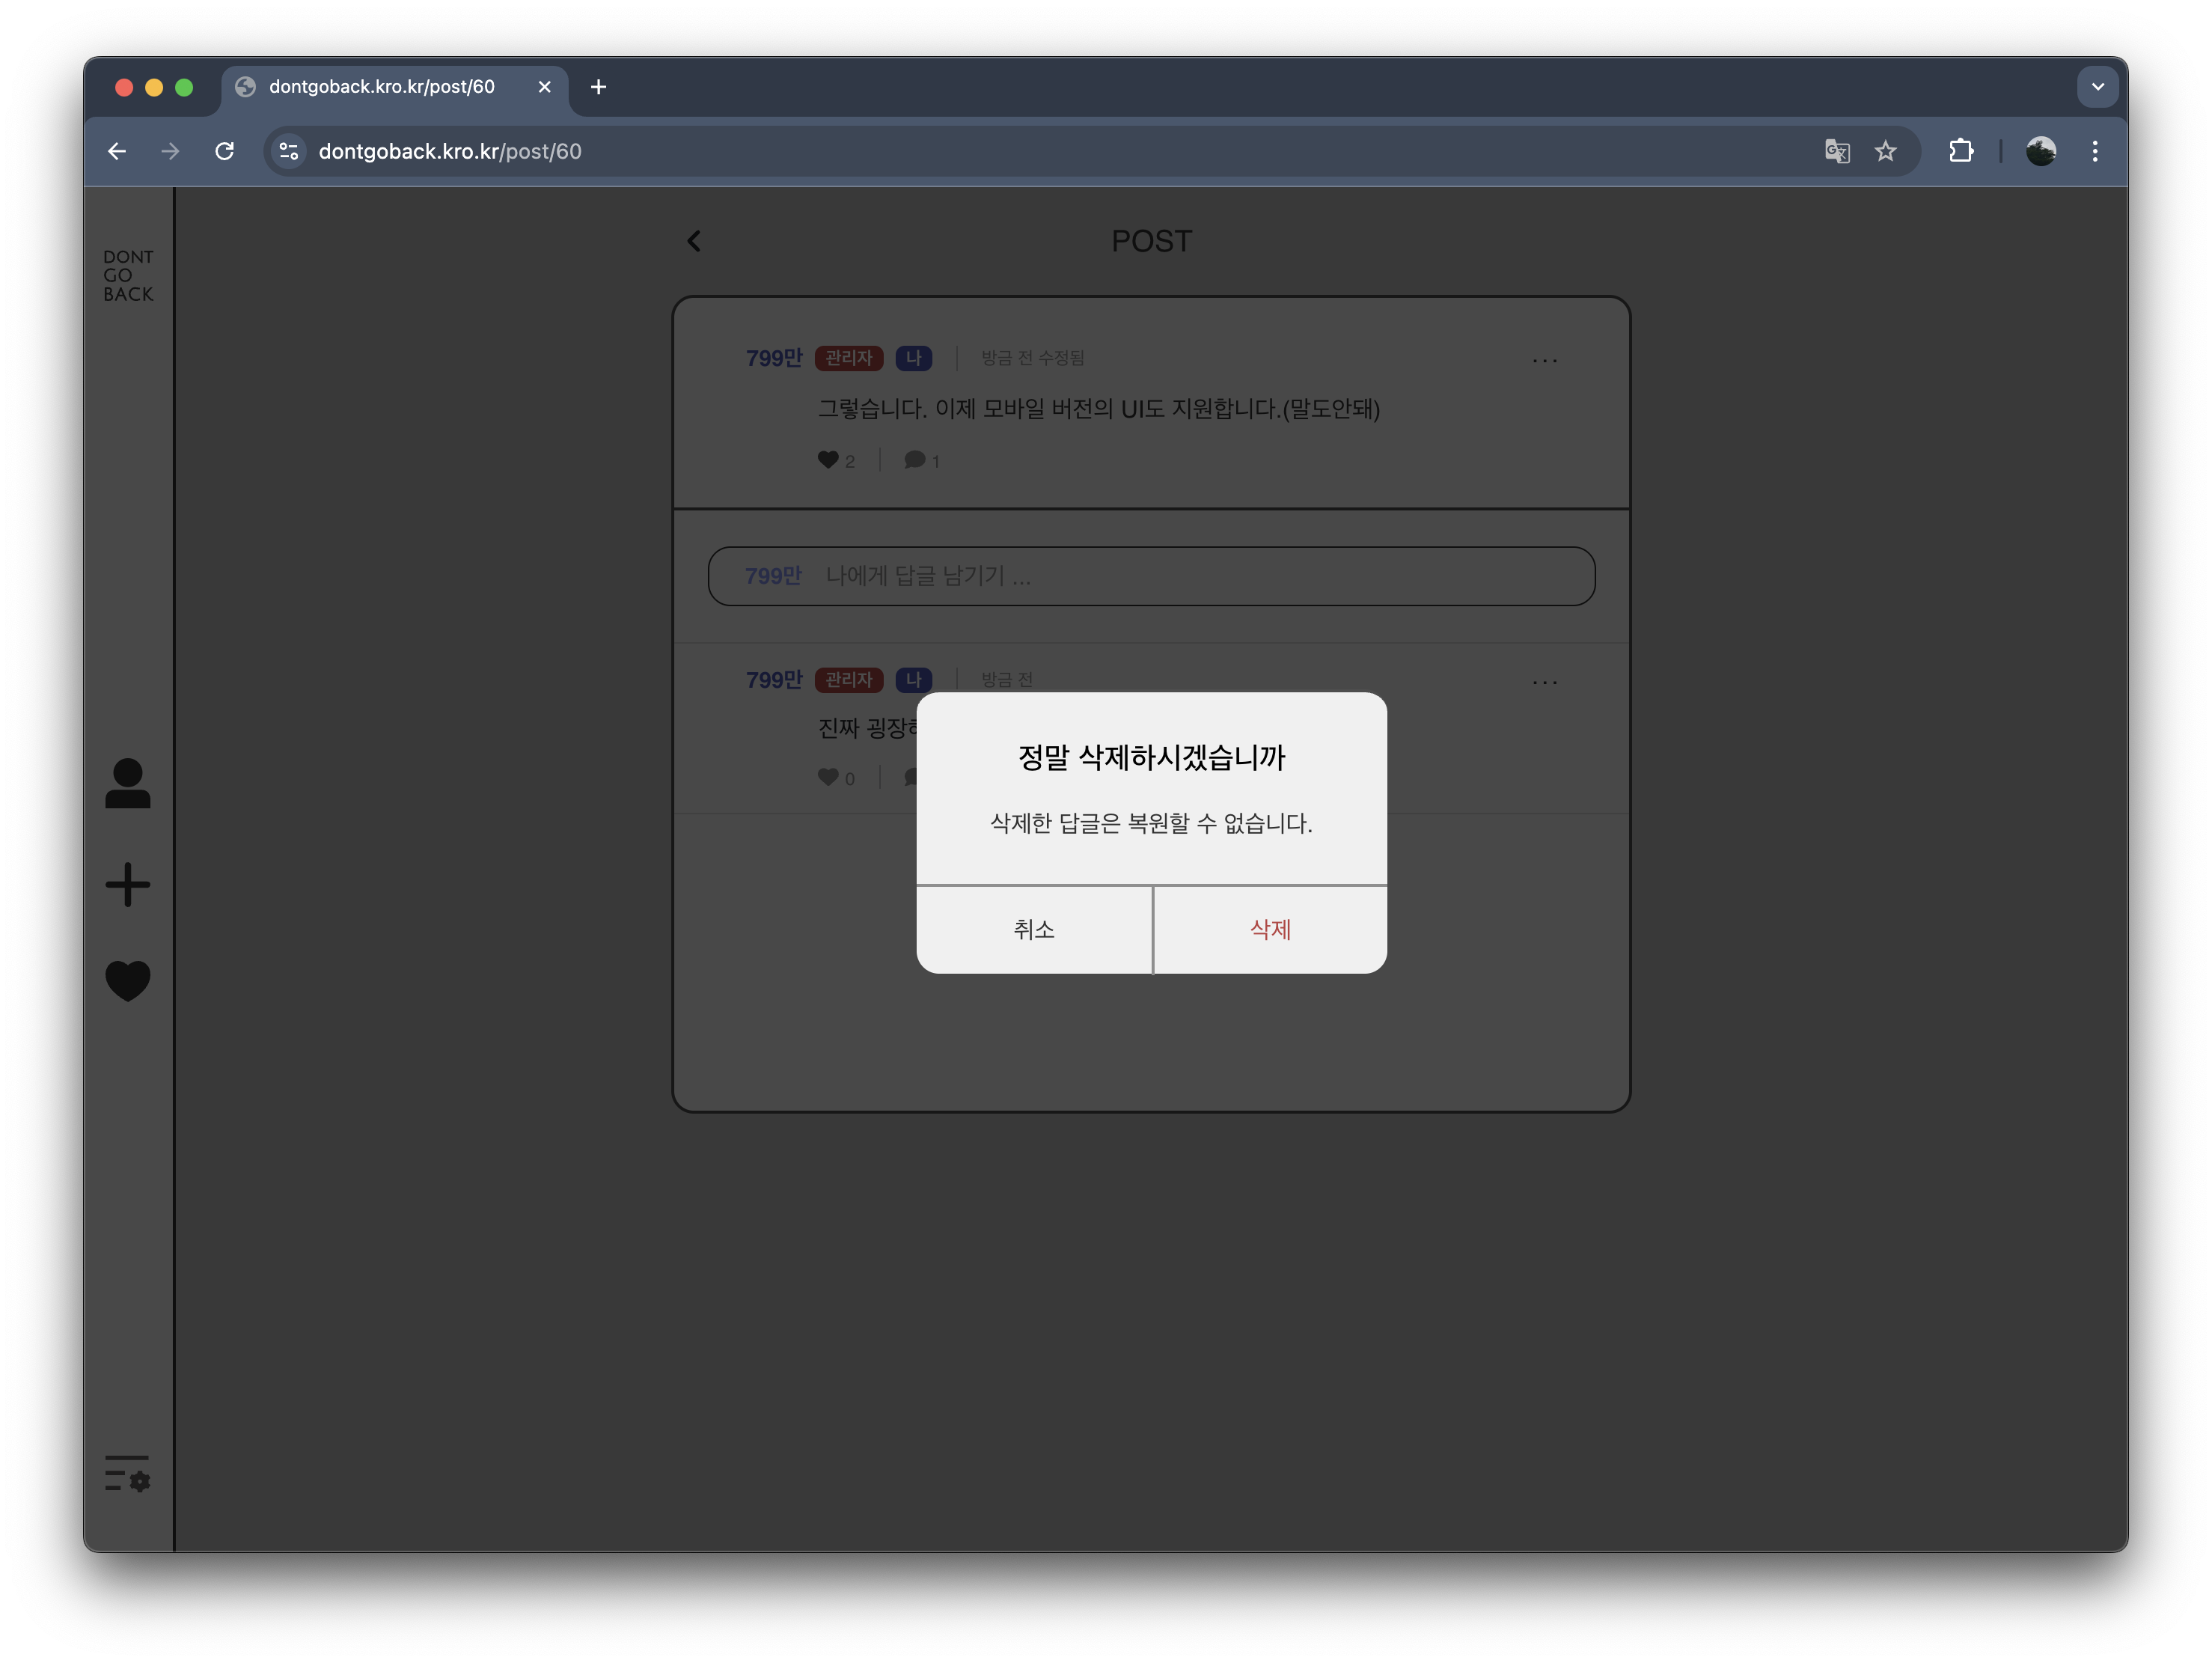 dontgoback.kro.kr/post/60
dontgoback.kro.kr/post/60
DONT
GO
BACK
POST
799만 관리자 나 방금 전 수정됨 ...
그렇습니다. 이제 모바일 버전의 UI도 지원합니다.(말도안돼)
2 1
799만 나에게 답글 남기기 ...
799만 관리자 나 방금 전 ...
진짜 굉장
0
정말 삭제하시겠습니까
삭제한 답글은 복원할 수 없습니다.
취소 삭제